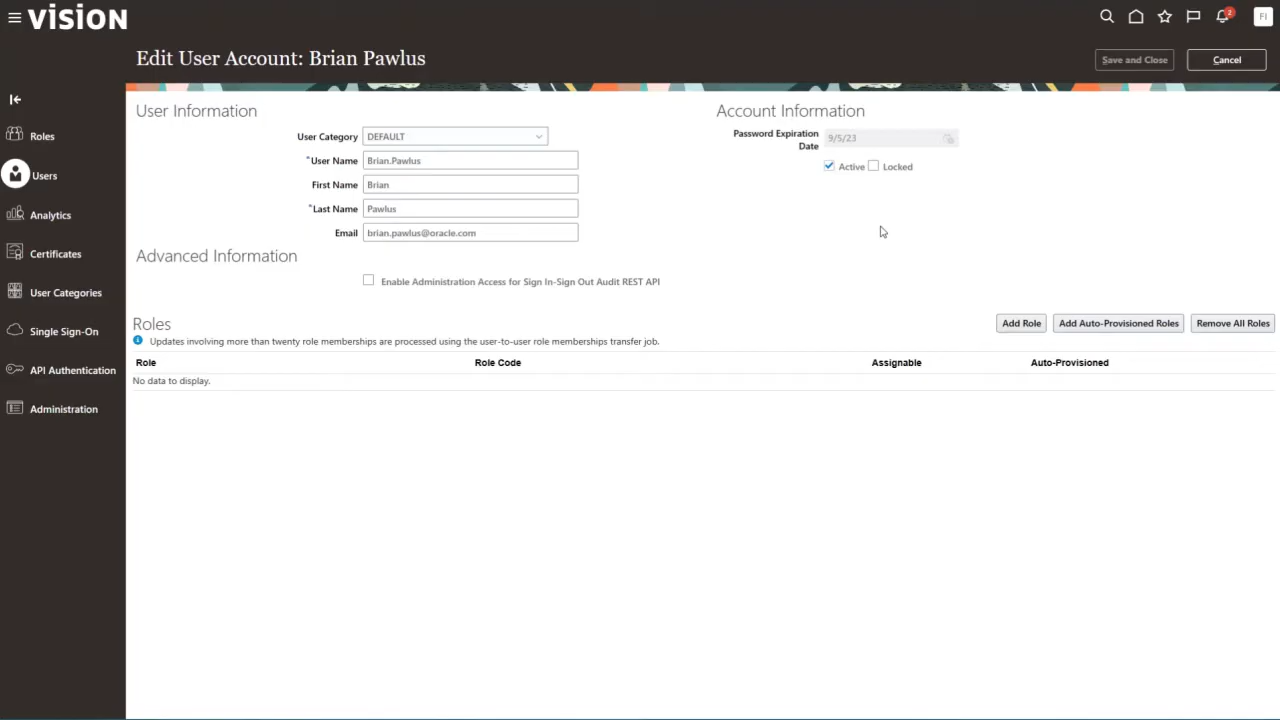 vision
2
FI
Edit User Account: Brian Pawlus
Save and Close
Cancel
Roles
Users
Analytics
Certificates
User Categories
Single Sign-On
API Authentication
Administration
User Information
User Category DEFAULT
*User Name Brian.Pawlus
First Name Brian
*Last Name Pawlus
Email brian.pawlus@oracle.com
Account Information
Password Expiration
Date
9/5/23
Active Locked
Advanced Information
Enable Administration Access for Sign In-Sign Out Audit REST API
Roles
Add Role Add Auto-Provisioned Roles Remove All Roles
Updates involving more than twenty role memberships are processed using the user-to-user role memberships transfer job.
Role Role Code Assignable Auto-Provisioned
No data to display.